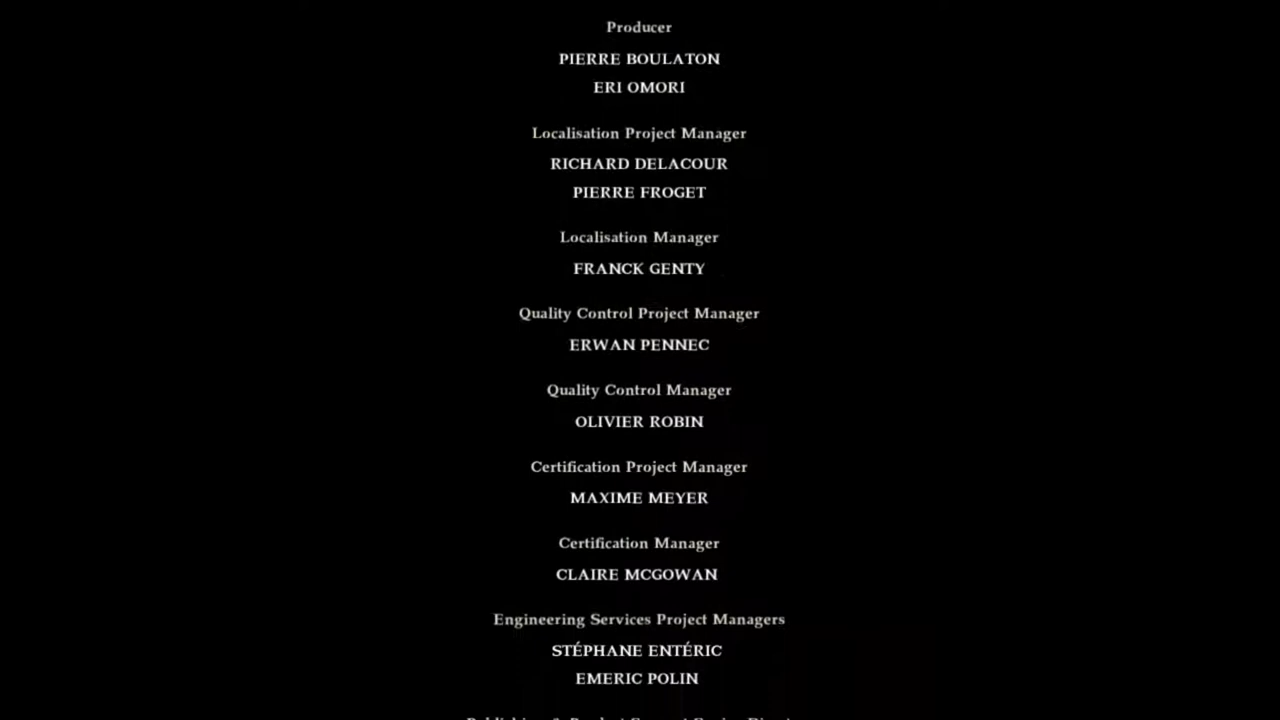 Producer
PIERRE BOULATON
ERI OMORI
Localisation Project Manager
RICHARD DELACOUR
PIERRE FROGET
Localisation Manager
FRANCK GENTY
Quality Control Project Manager
ERWAN PENNEC
Quality Control Manager
OLIVIER ROBIN
Certification Project Manager
MAXIME MEYER
Certification Manager
CLAIRE MCGOWAN
Engineering Services Project Managers
STÉPHANE ENTÉRIC
EMERIC POLIN